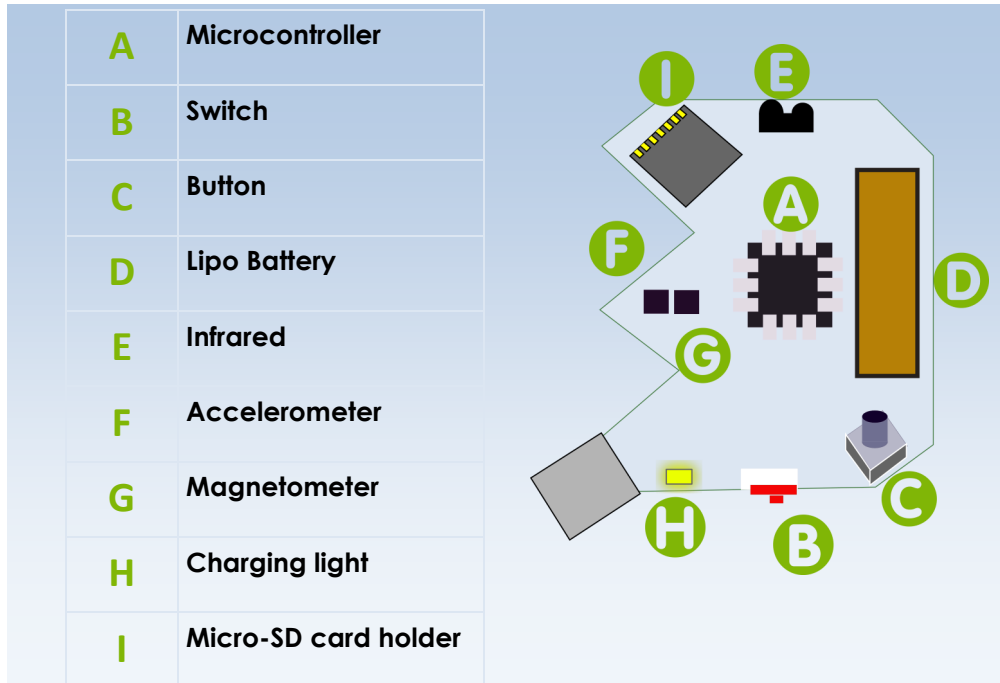 A Microcontroller
B Switch
C Button
D Lipo Battery
E Infrared
F Accelerometer
G Magnetometer
H Charging light
I Micro-SD card holder
I
E
A
F
D
G
C
H
B